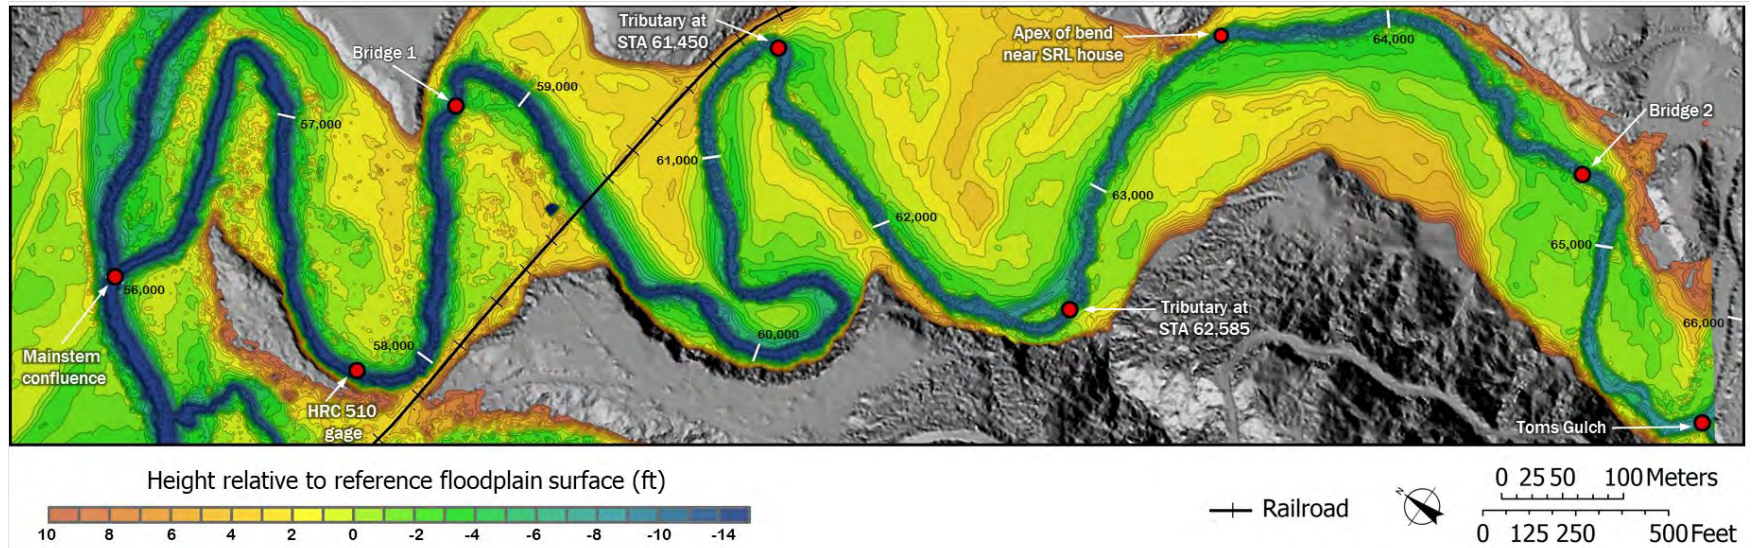 Tributary at
STA 61,450
Apex of bend
near SRL house
64,000
Bridge 1
59,000
57,000
Bridge 2
61,000
63,000
62,000
65,000
56,000
Tributary at
STA 62,585
66,000
60,000
58,000
Mainstem
confluence
HRC 510
gage
Toms Gulch
Height relative to reference floodplain surface (ft)
10 8 6 4 2 0 -2 -4 -6 -8 -10 -14
Railroad
N
0 25 50 100 Meters
0 125 250 500 Feet